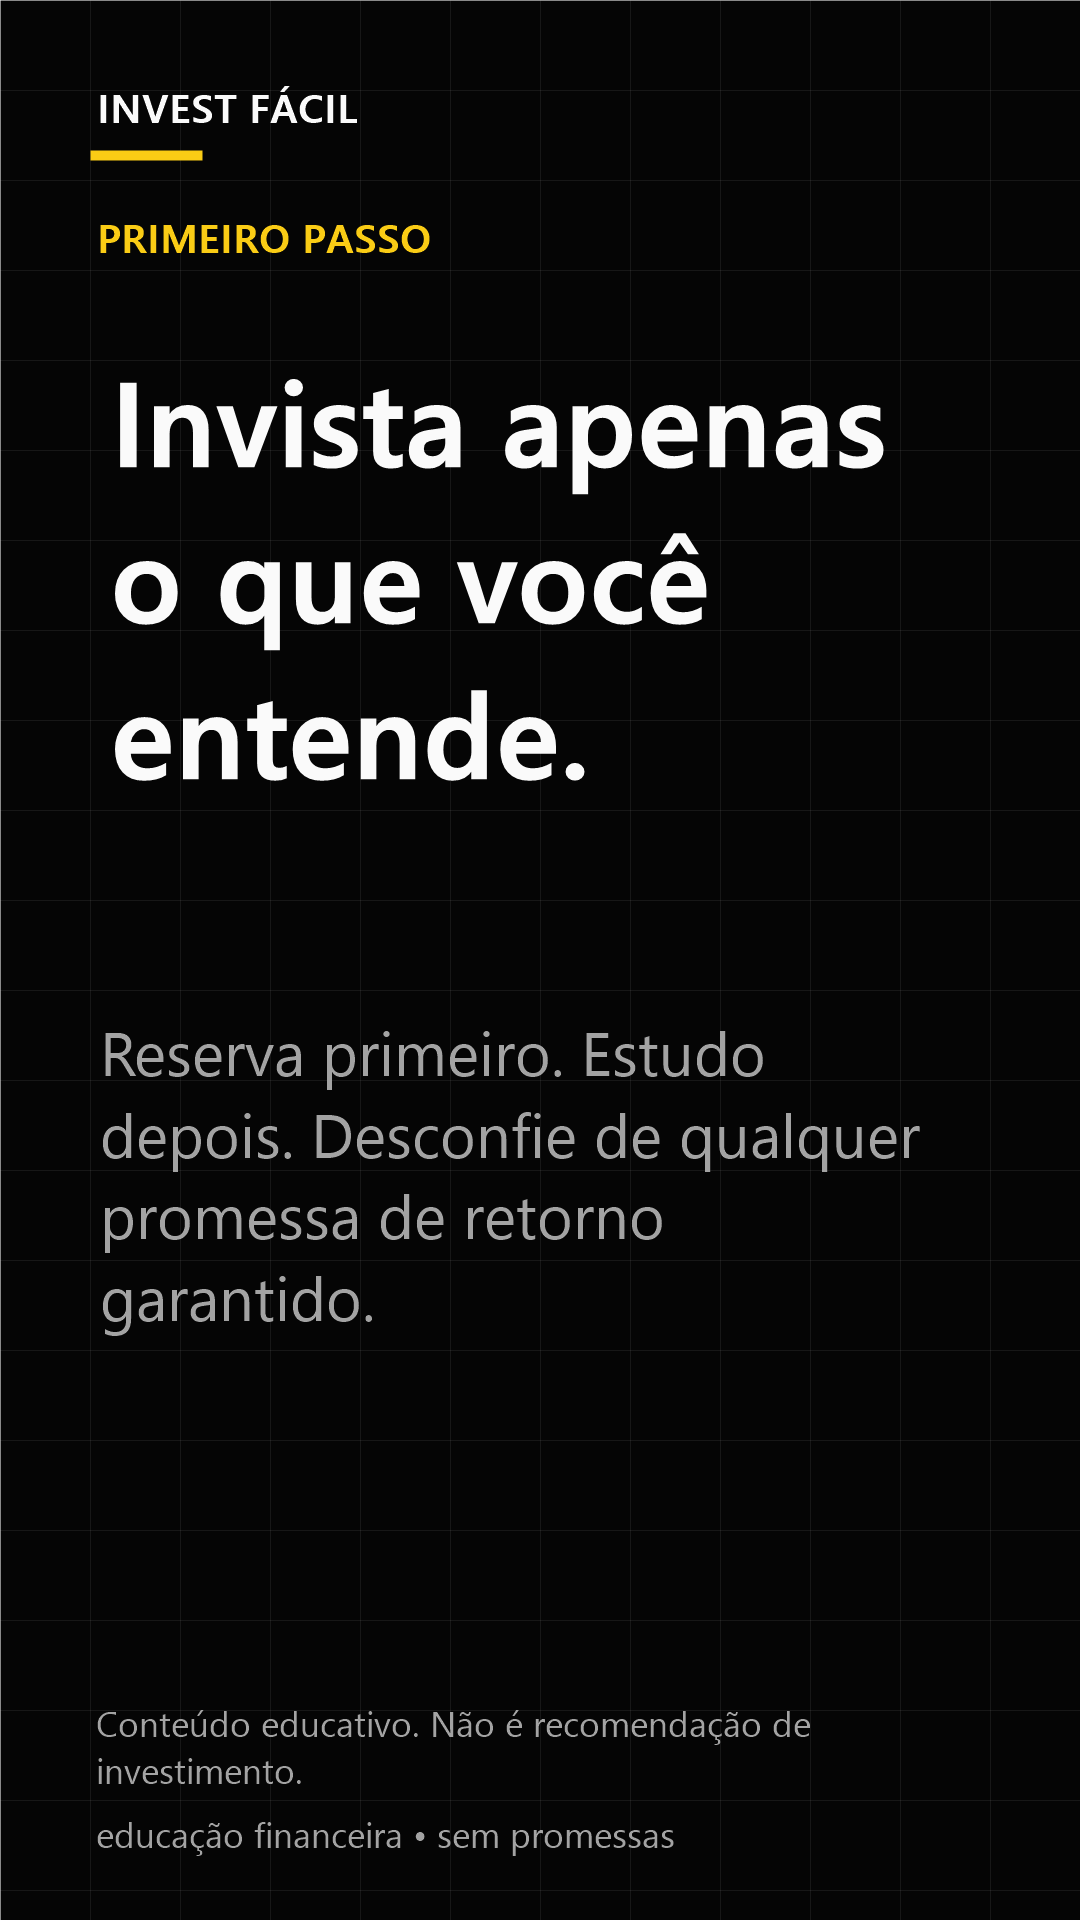 INVEST FÁCIL
PRIMEIRO PASSO
Invista apenas
o que você
entende.
Reserva primeiro. Estudo
depois. Desconfie de qualquer
promessa de retorno
garantido.
Conteúdo educativo. Não é recomendação de
investimento.
educação financeira • sem promessas